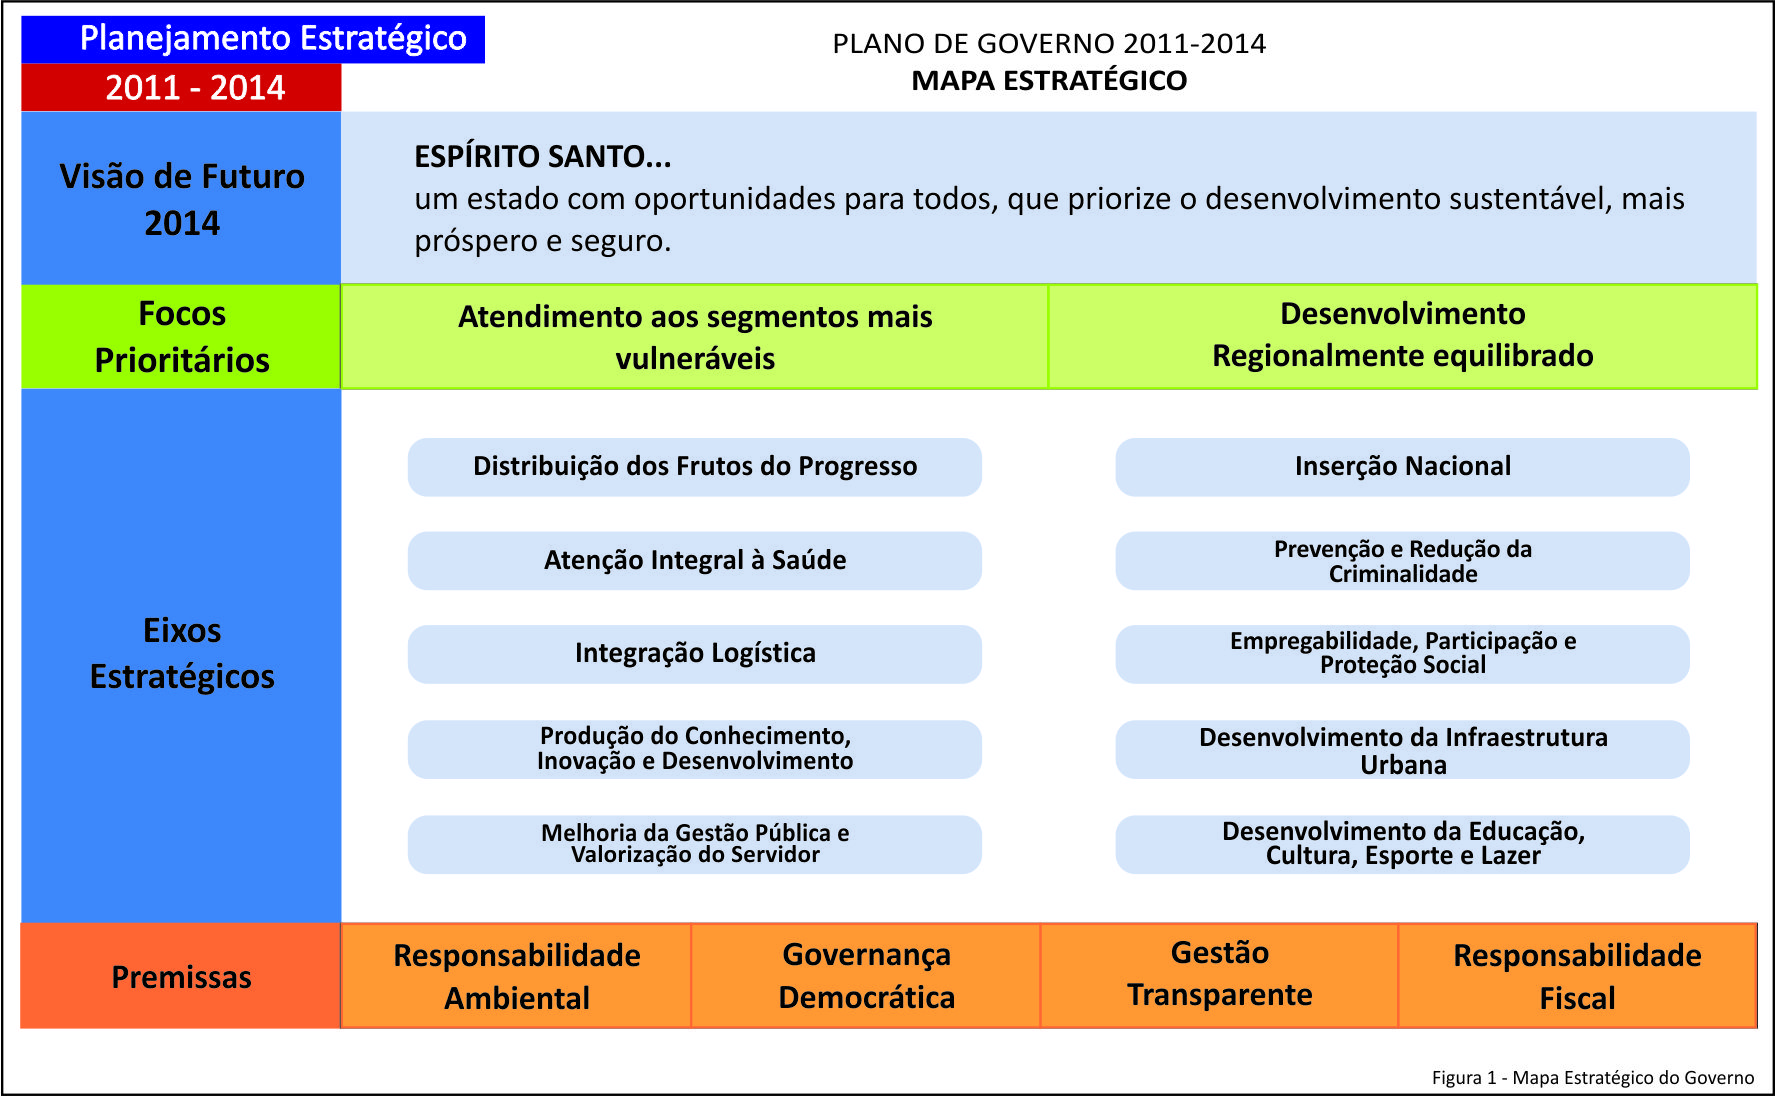 Planejamento Estratégico
2011 - 2014
PLANO DE GOVERNO 2011-2014
MAPA ESTRATÉGICO
Visão de Futuro
2014
ESPÍRITO SANTO...
um estado com oportunidades para todos, que priorize o desenvolvimento sustentável, mais
próspero e seguro.
Focos
Prioritários
Atendimento aos segmentos mais
vulneráveis
Desenvolvimento
Regionalmente equilibrado
Eixos
Estratégicos
Distribuição dos Frutos do Progresso
Inserção Nacional
Atenção Integral à Saúde
Prevenção e Redução da
Criminalidade
Integração Logística
Empregabilidade, Participação e
Proteção Social
Produção do Conhecimento,
Inovação e Desenvolvimento
Desenvolvimento da Infraestrutura
Urbana
Melhoria da Gestão Pública e
Valorização do Servidor
Desenvolvimento da Educação,
Cultura, Esporte e Lazer
Premissas
Responsabilidade
Ambiental
Governança
Democrática
Gestão
Transparente
Responsabilidade
Fiscal
Figura 1 - Mapa Estratégico do Governo